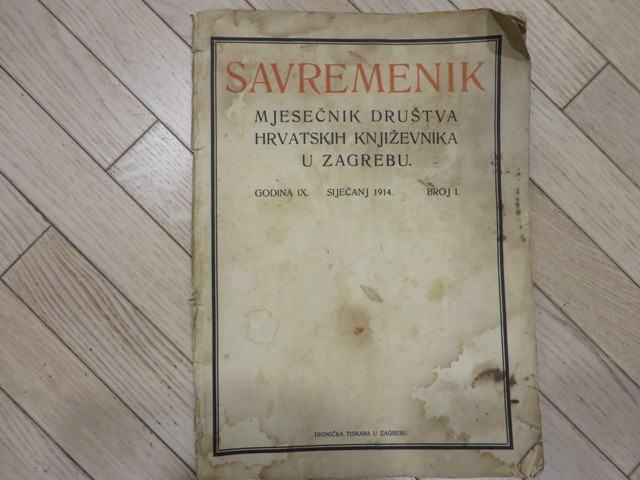 SAVREMENIK
MJESEČNIK DRUŠTVA
HRVATSKIH KNJIŽEVNIKA
U ZAGREBU.
GODINA IX. SIJEČANJ 1914. BROJ 1.
DIONIČKA TISKARA U ZAGREBU.